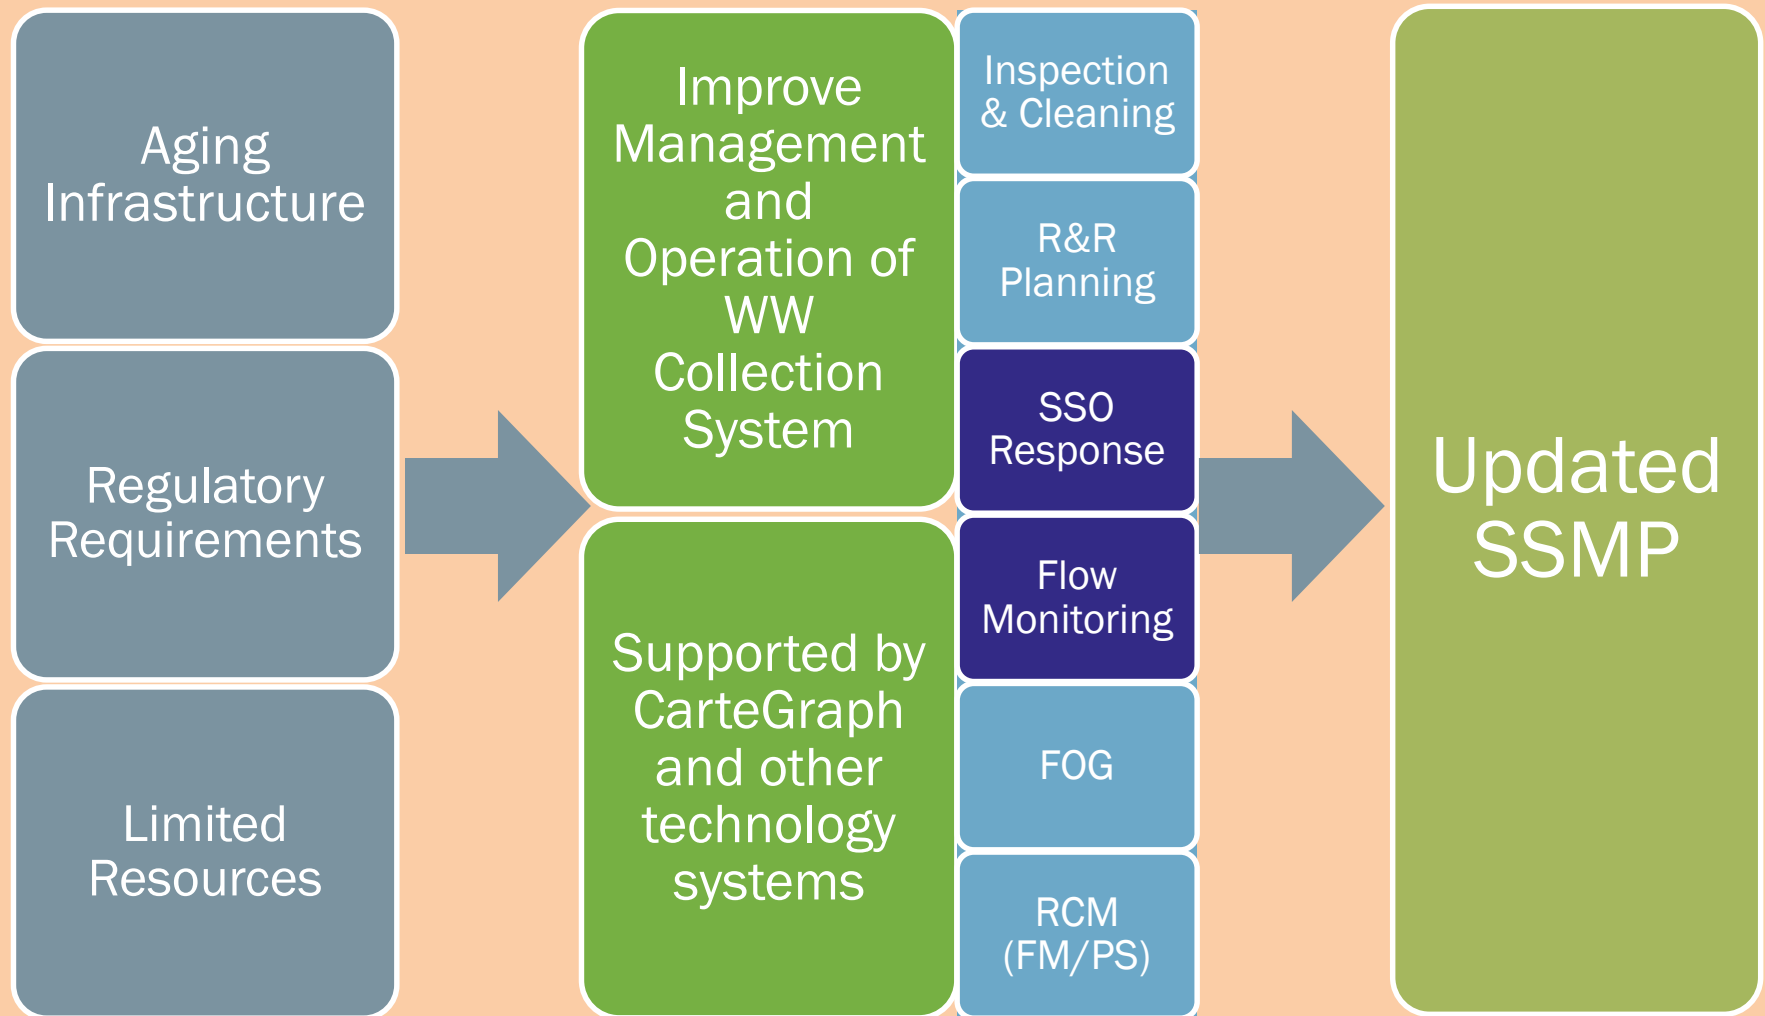 Aging
Infrastructure
Regulatory
Requirements
Limited
Resources
Improve
Management
and
Operation of
WW
Collection
System
Supported by
CarteGraph
and other
technology
systems
Inspection
& Cleaning
R&R
Planning
SSO
Response
Flow
Monitoring
FOG
RCM
(FM/PS)
Updated
SSMP